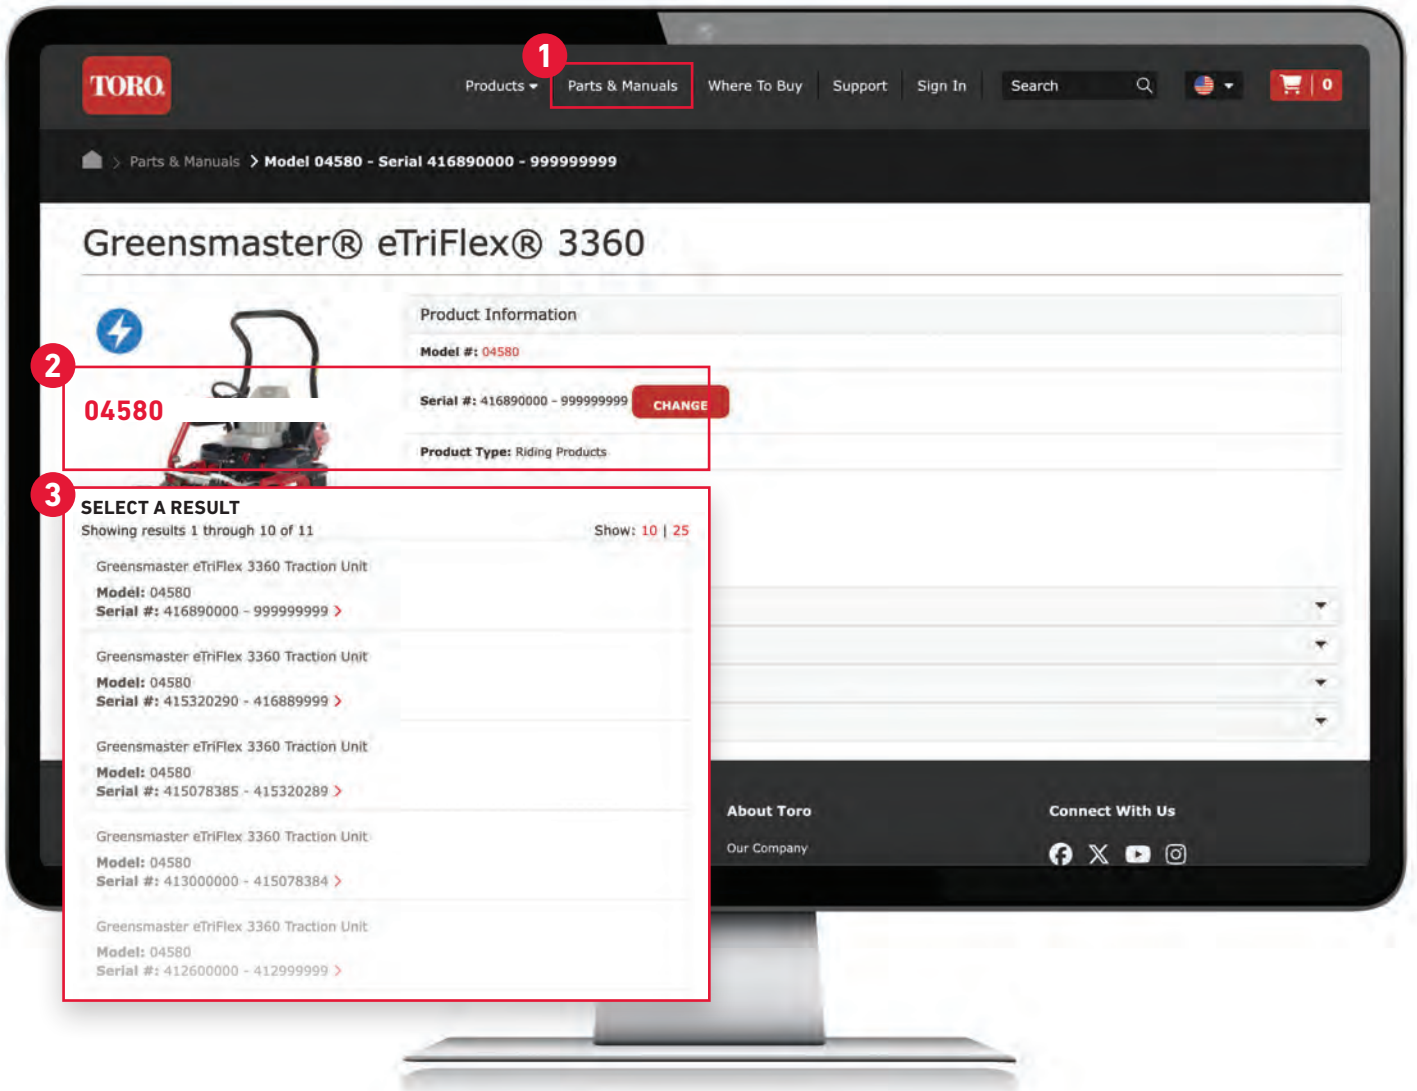 1
TORO.
Products
Parts & Manuals
Where To Buy
Support
Sign In
Search
0
> Parts & Manuals > Model 04580 - Serial 416890000 - 999999999
Greensmaster® eTriFlex® 3360
Product Information
Model #: 04580
2
04580
Serial #: 416890000 - 999999999
CHANGE
Product Type: Riding Products
3
SELECT A RESULT
Showing results 1 through 10 of 11
Show: 10 | 25
Greensmaster eTriFlex 3360 Traction Unit
Model: 04580
Serial #: 416890000 - 999999999 >
Greensmaster eTriFlex 3360 Traction Unit
Model: 04580
Serial #: 415320290 - 416889999 >
Greensmaster eTriFlex 3360 Traction Unit
Model: 04580
Serial #: 415078385 - 415320289 >
Greensmaster eTriFlex 3360 Traction Unit
Model: 04580
Serial #: 413000000 - 415078384 >
Greensmaster eTriFlex 3360 Traction Unit
Model: 04580
Serial #: 412600000 - 412999999 >
About Toro
Our Company
Connect With Us